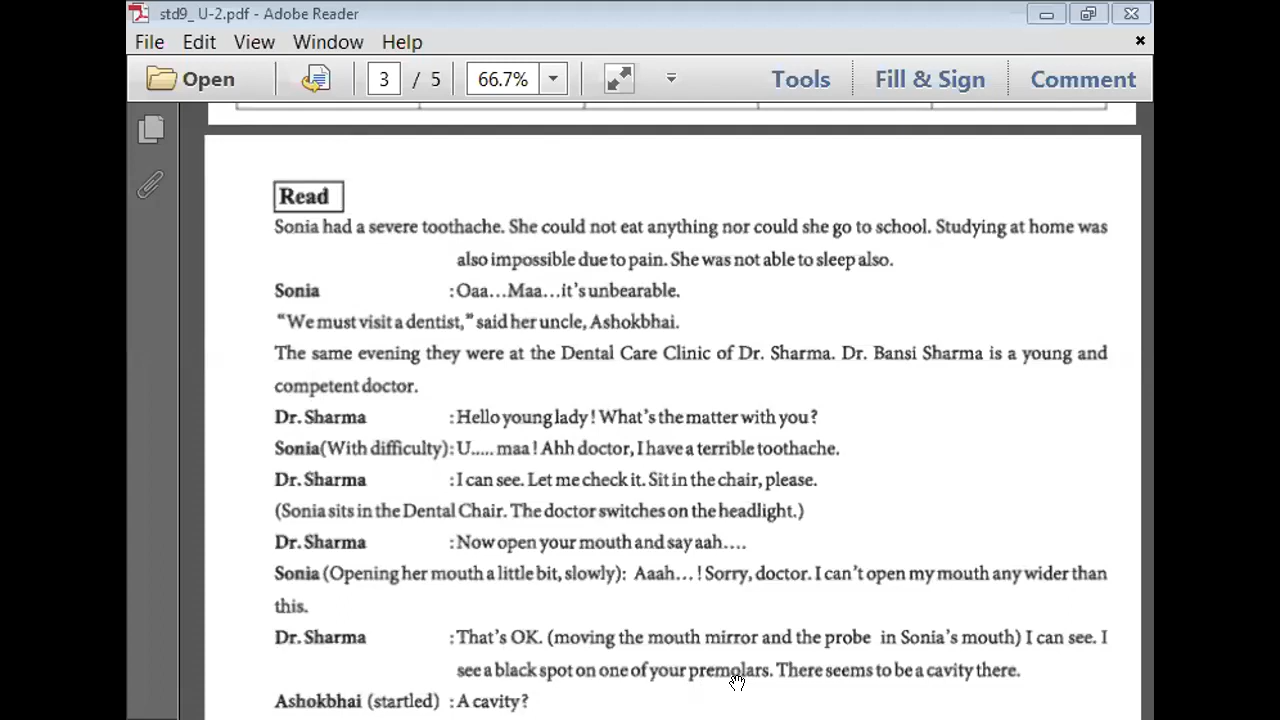 std9_ U-2.pdf - Adobe Reader
File Edit View Window Help
Open 3 / 5 66.7% Tools Fill & Sign Comment
Read
Sonia had a severe toothache. She could not eat anything nor could she go to school. Studying at home was
also impossible due to pain. She was not able to sleep also.
Sonia : Oaa...Maa...it's unbearable.
"We must visit a dentist," said her uncle, Ashokbhai.
The same evening they were at the Dental Care Clinic of Dr. Sharma. Dr. Bansi Sharma is a young and
competent doctor.
Dr. Sharma : Hello young lady ! What's the matter with you?
Sonia(With difficulty): U..... maa ! Ahh doctor, I have a terrible toothache.
Dr. Sharma : I can see. Let me check it. Sit in the chair, please.
(Sonia sits in the Dental Chair. The doctor switches on the headlight.)
Dr. Sharma : Now open your mouth and say aah....
Sonia (Opening her mouth a little bit, slowly): Aaah... ! Sorry, doctor. I can't open my mouth any wider than
this.
Dr. Sharma : That's OK. (moving the mouth mirror and the probe in Sonia's mouth) I can see. I
see a black spot on one of your premolars. There seems to be a cavity there.
Ashokbhai (startled) : A cavity?